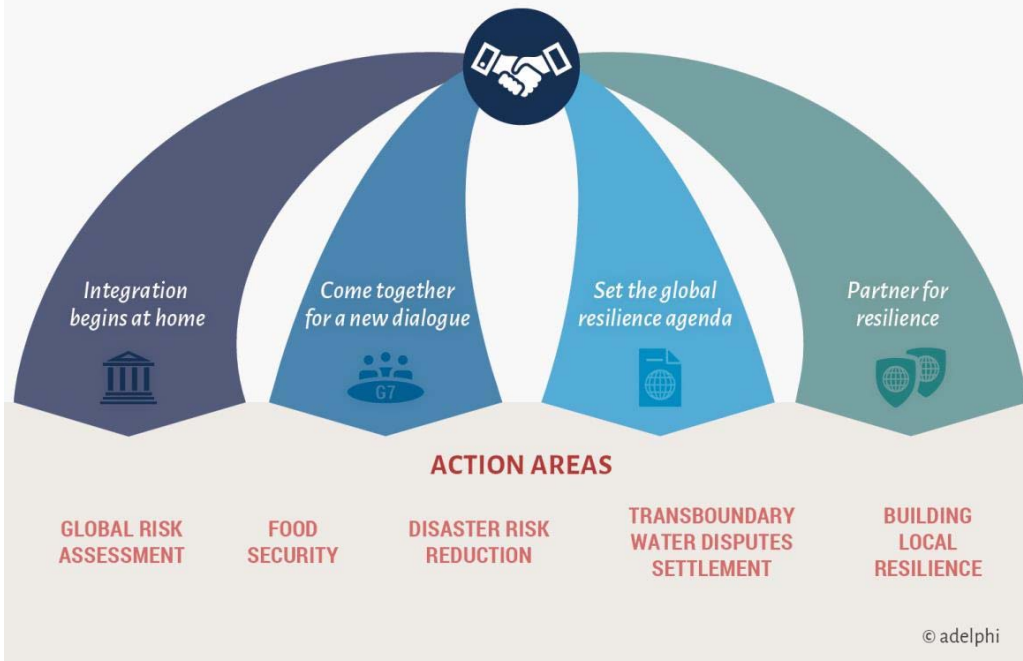 Integration
begins at home
Come together
for a new dialogue
Set the global
resilience agenda
Partner for
resilience
G7
ACTION AREAS
GLOBAL RISK
ASSESSMENT
FOOD
SECURITY
DISASTER RISK
REDUCTION
TRANSBOUNDARY
WATER DISPUTES
SETTLEMENT
BUILDING
LOCAL
RESILIENCE
© adelphi